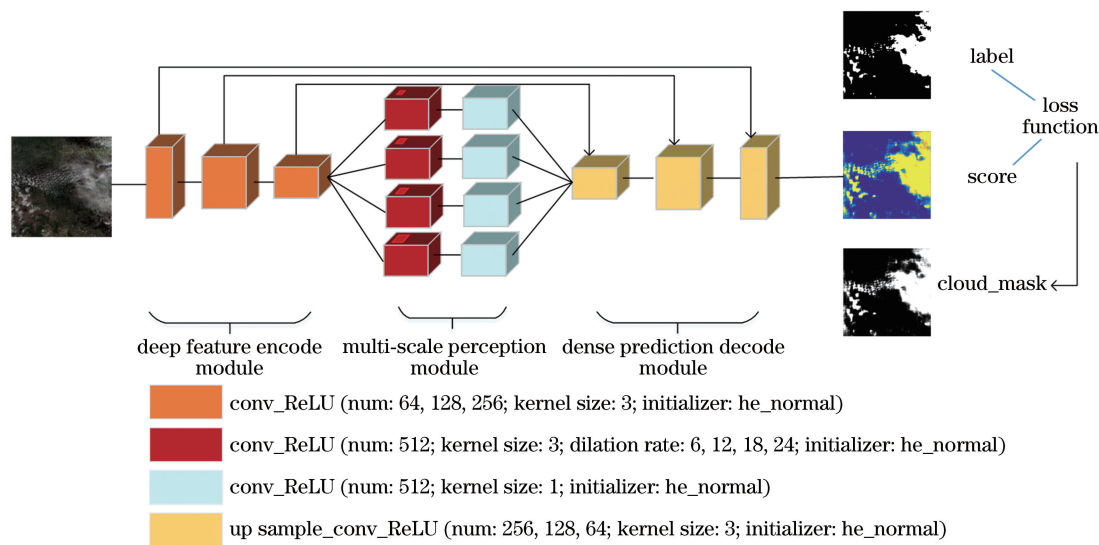 label
loss
function
score
cloud_mask
deep feature encode
module
multi-scale perception
module
dense prediction decode
module
conv_ReLU (num: 64, 128, 256; kernel size: 3; initializer: he_normal)
conv_ReLU (num: 512; kernel size: 3; dilation rate: 6, 12, 18, 24; initializer: he_normal)
conv_ReLU (num: 512; kernel size: 1; initializer: he_normal)
up sample_conv_ReLU (num: 256, 128, 64; kernel size: 3; initializer: he_normal)